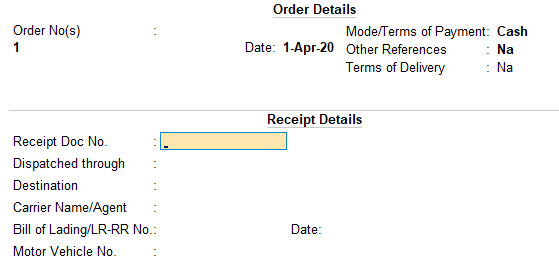 Order Details
Order No(s) :
Mode/Terms of Payment: Cash
1 Date: 1-Apr-20
Other References : Na
Terms of Delivery : Na
Receipt Details
Receipt Doc No. :
Dispatched through :
Destination :
Carrier Name/Agent :
Bill of Lading/LR-RR No.: Date:
Motor Vehicle No. :